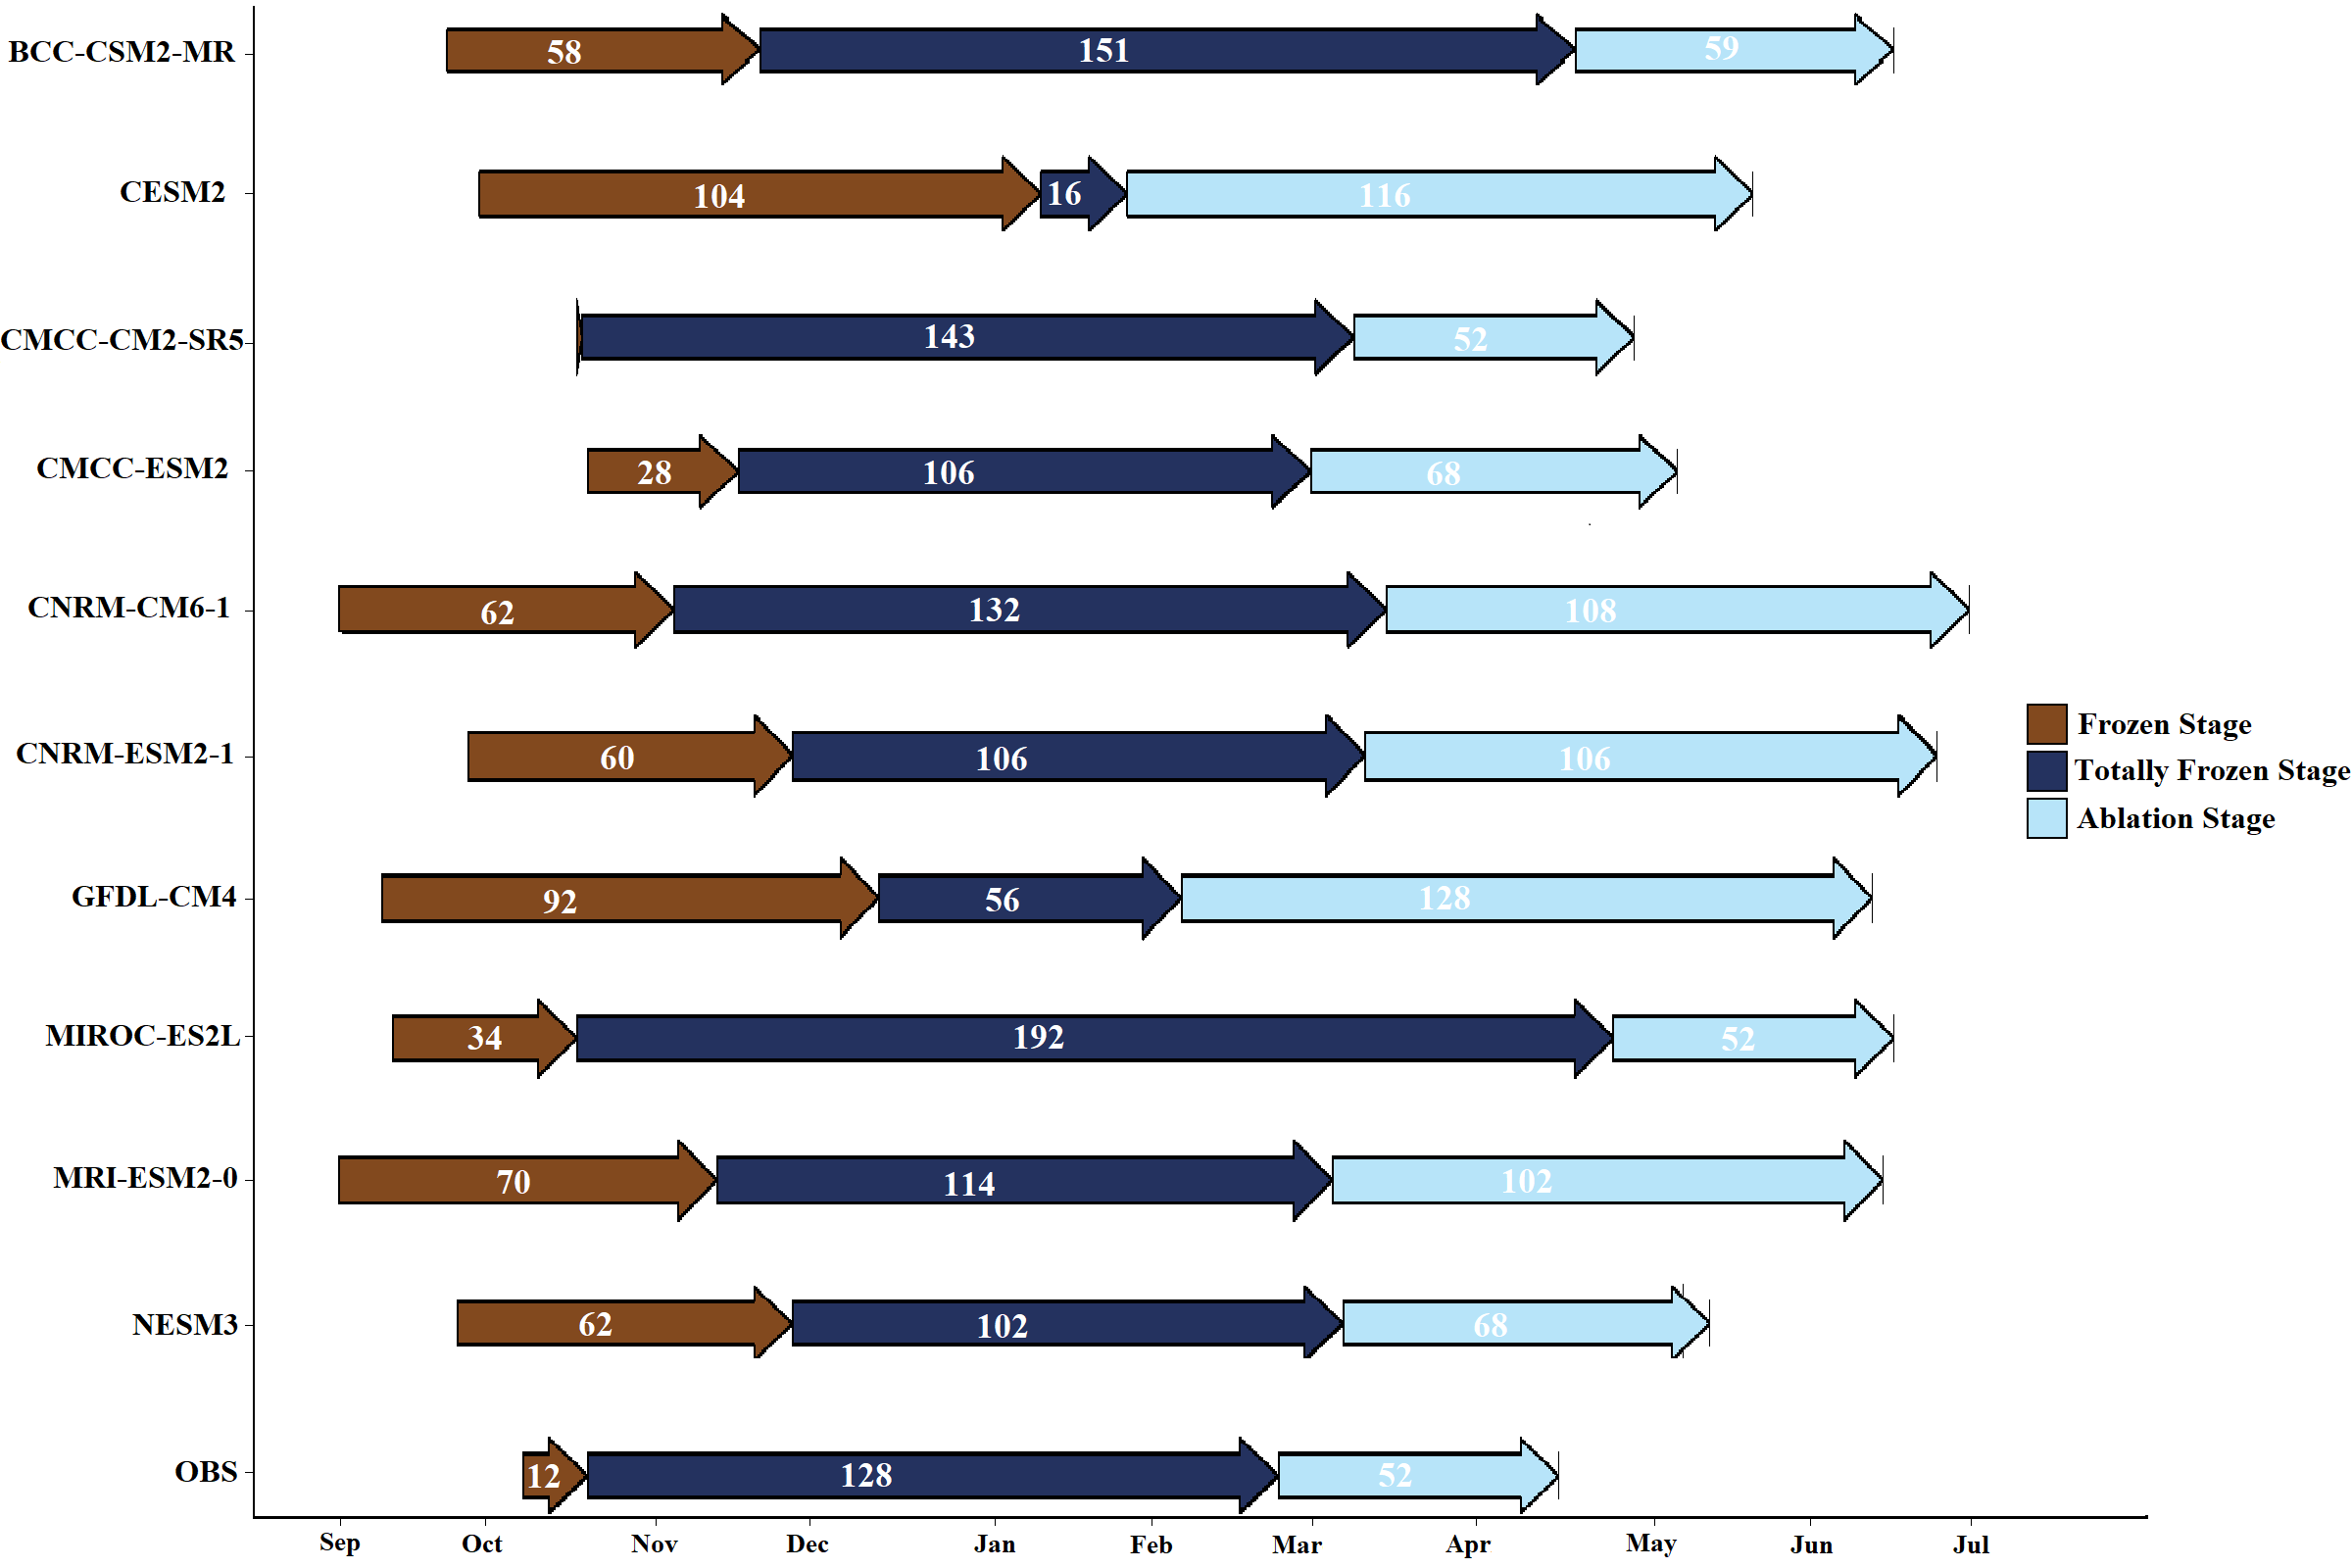 BCC-CSM2-MR 58 151 59
CESM2 104 16 116
CMCC-CM2-SR5 143 52
CMCC-ESM2 28 106 68
CNRM-CM6-1 62 132 108
CNRM-ESM2-1 60 106 106
GFDL-CM4 92 56 128
MIROC-ES2L 34 192 52
MRI-ESM2-0 70 114 102
NESM3 62 102 68
OBS 12 128 52
Sep Oct Nov Dec Jan Feb Mar Apr May Jun Jul
Frozen Stage
Totally Frozen Stage
Ablation Stage